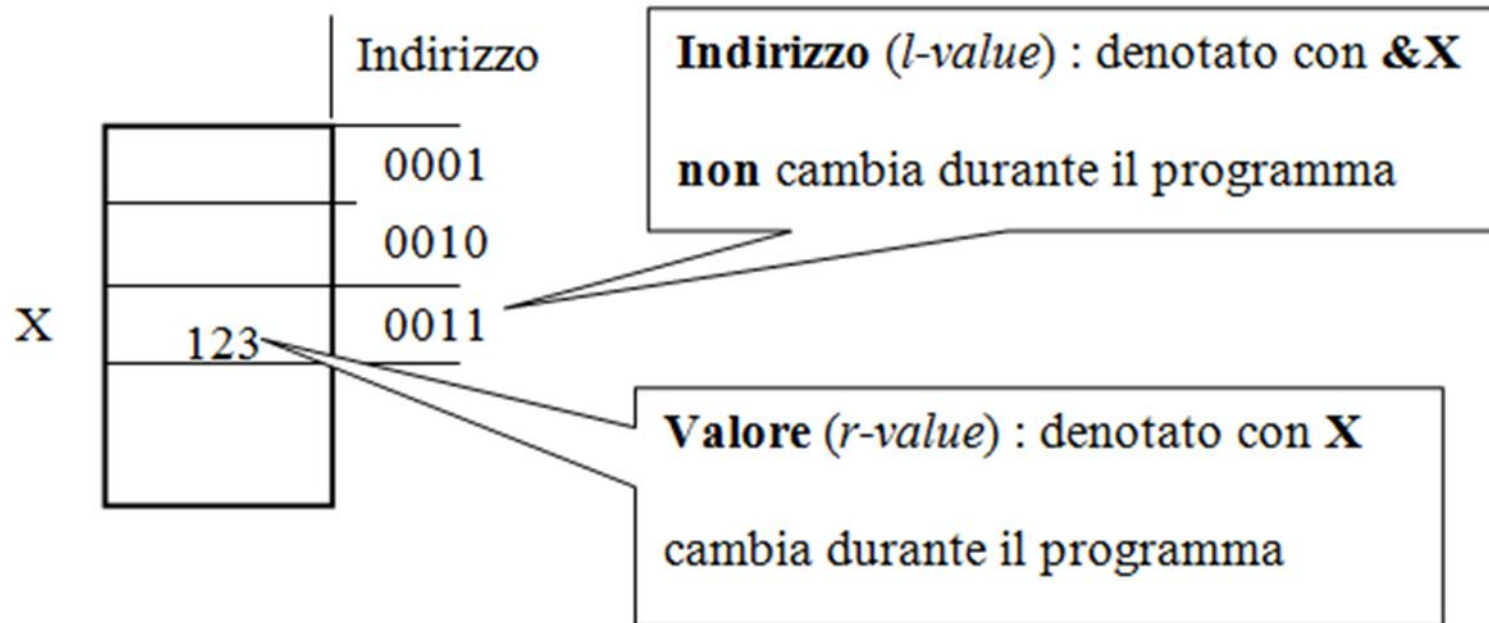 Indirizzo
0001
0010
X
123
0011
Indirizzo (l-value) : denotato con &X
non cambia durante il programma
Valore (r-value) : denotato con X
cambia durante il programma